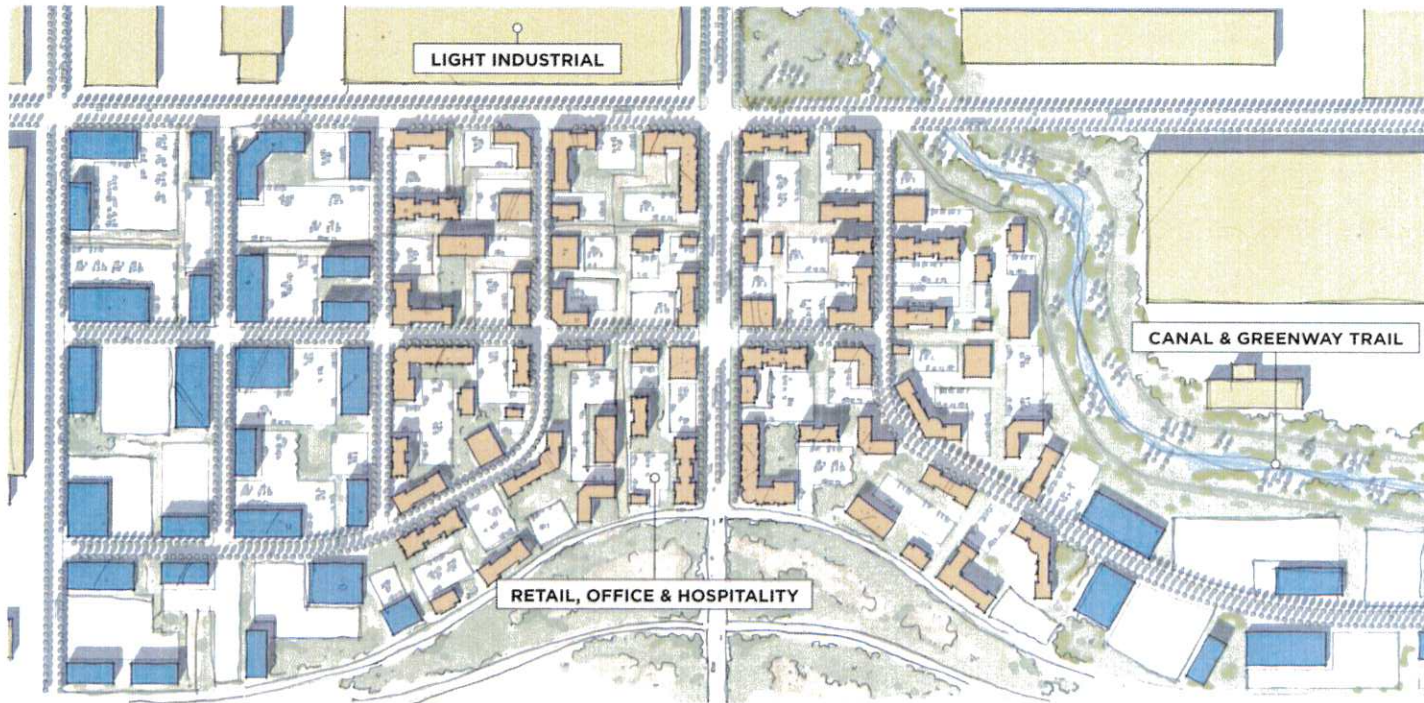 LIGHT INDUSTRIAL
CANAL & GREENWAY TRAIL
RETAIL, OFFICE & HOSPITALITY